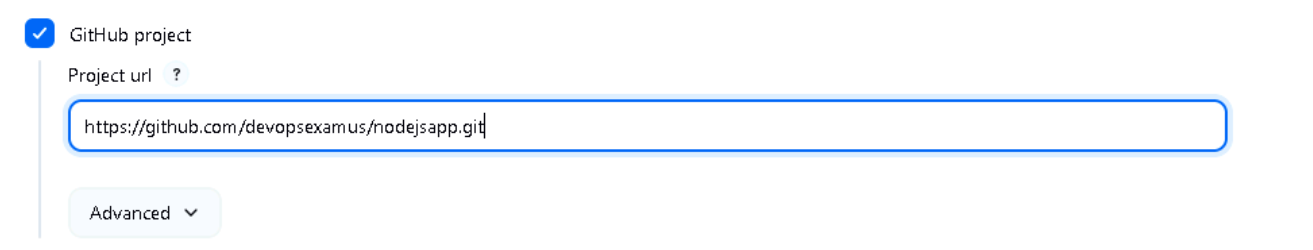 GitHub project
Project url ?
https://github.com/devopsexamus/nodejsapp.git
Advanced